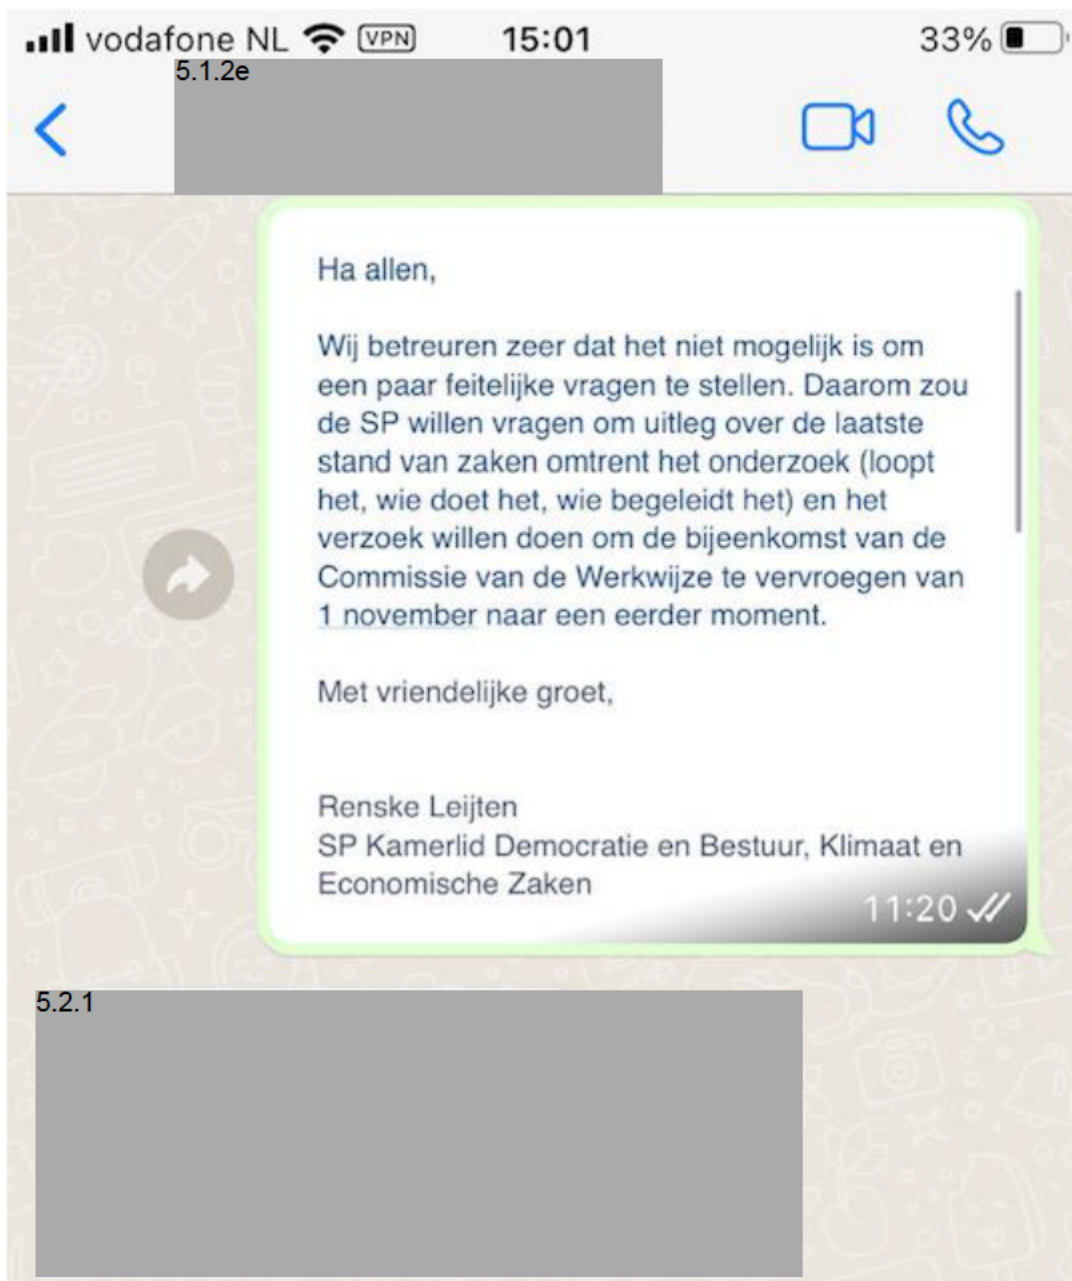 vodafone NL VPN 15:01 33%
5.1.2e
Ha allen,
Wij betreuren zeer dat het niet mogelijk is om
een paar feitelijke vragen te stellen. Daarom zou
de SP willen vragen om uitleg over de laatste
stand van zaken omtrent het onderzoek (loopt
het, wie doet het, wie begeleidt het) en het
verzoek willen doen om de bijeenkomst van de
Commissie van de Werkwijze te vervroegen van
1 november naar een eerder moment.
Met vriendelijke groet,
Renske Leijten
SP Kamerlid Democratie en Bestuur, Klimaat en
Economische Zaken
11:20
5.2.1